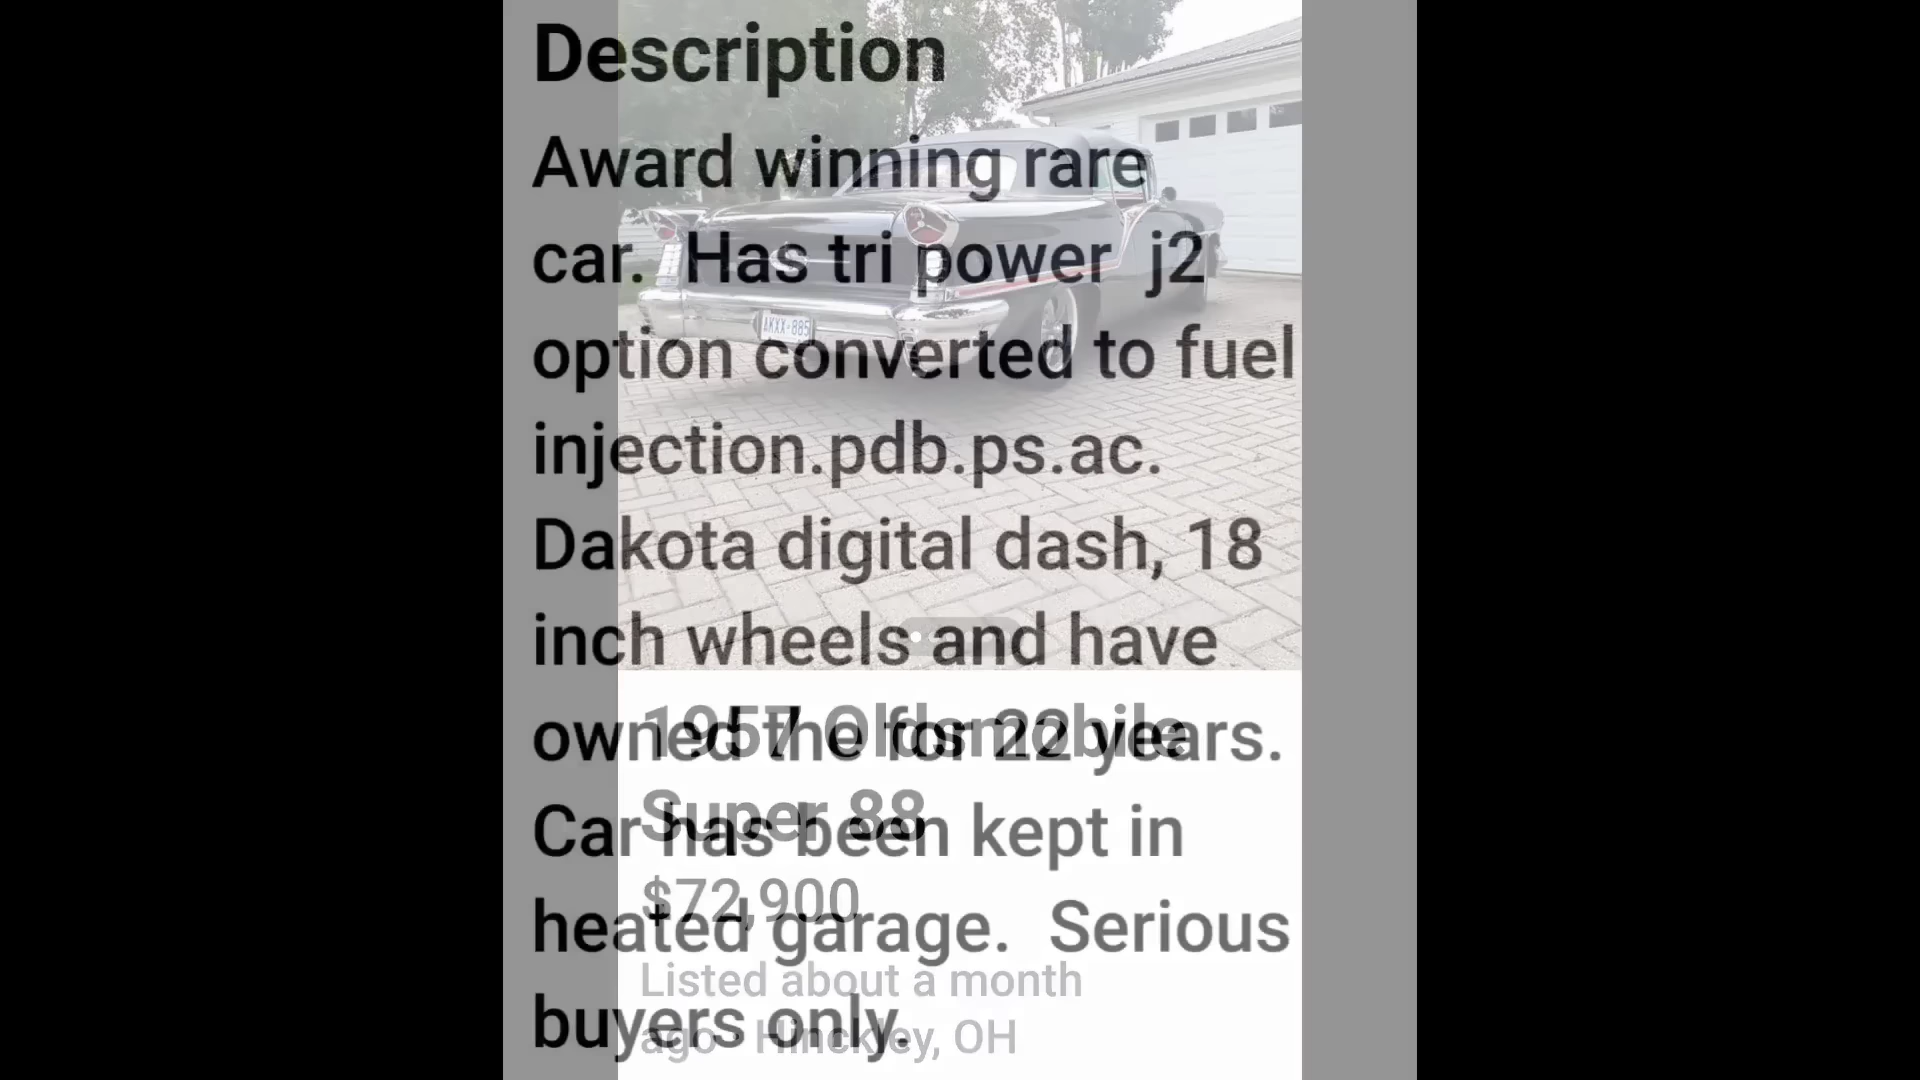 Description
Award winning rare
car. Has tri power j2
option converted to fuel
injection.pdb.ps.ac.
Dakota digital dash, 18
inch wheels and have
owned the for 22 years.
Car has been kept in
heated garage. Serious
buyers only.
AKXX·885
1957 Oldsmobile
Super 88
$72,900
Listed about a month
ago · Hinckley, OH